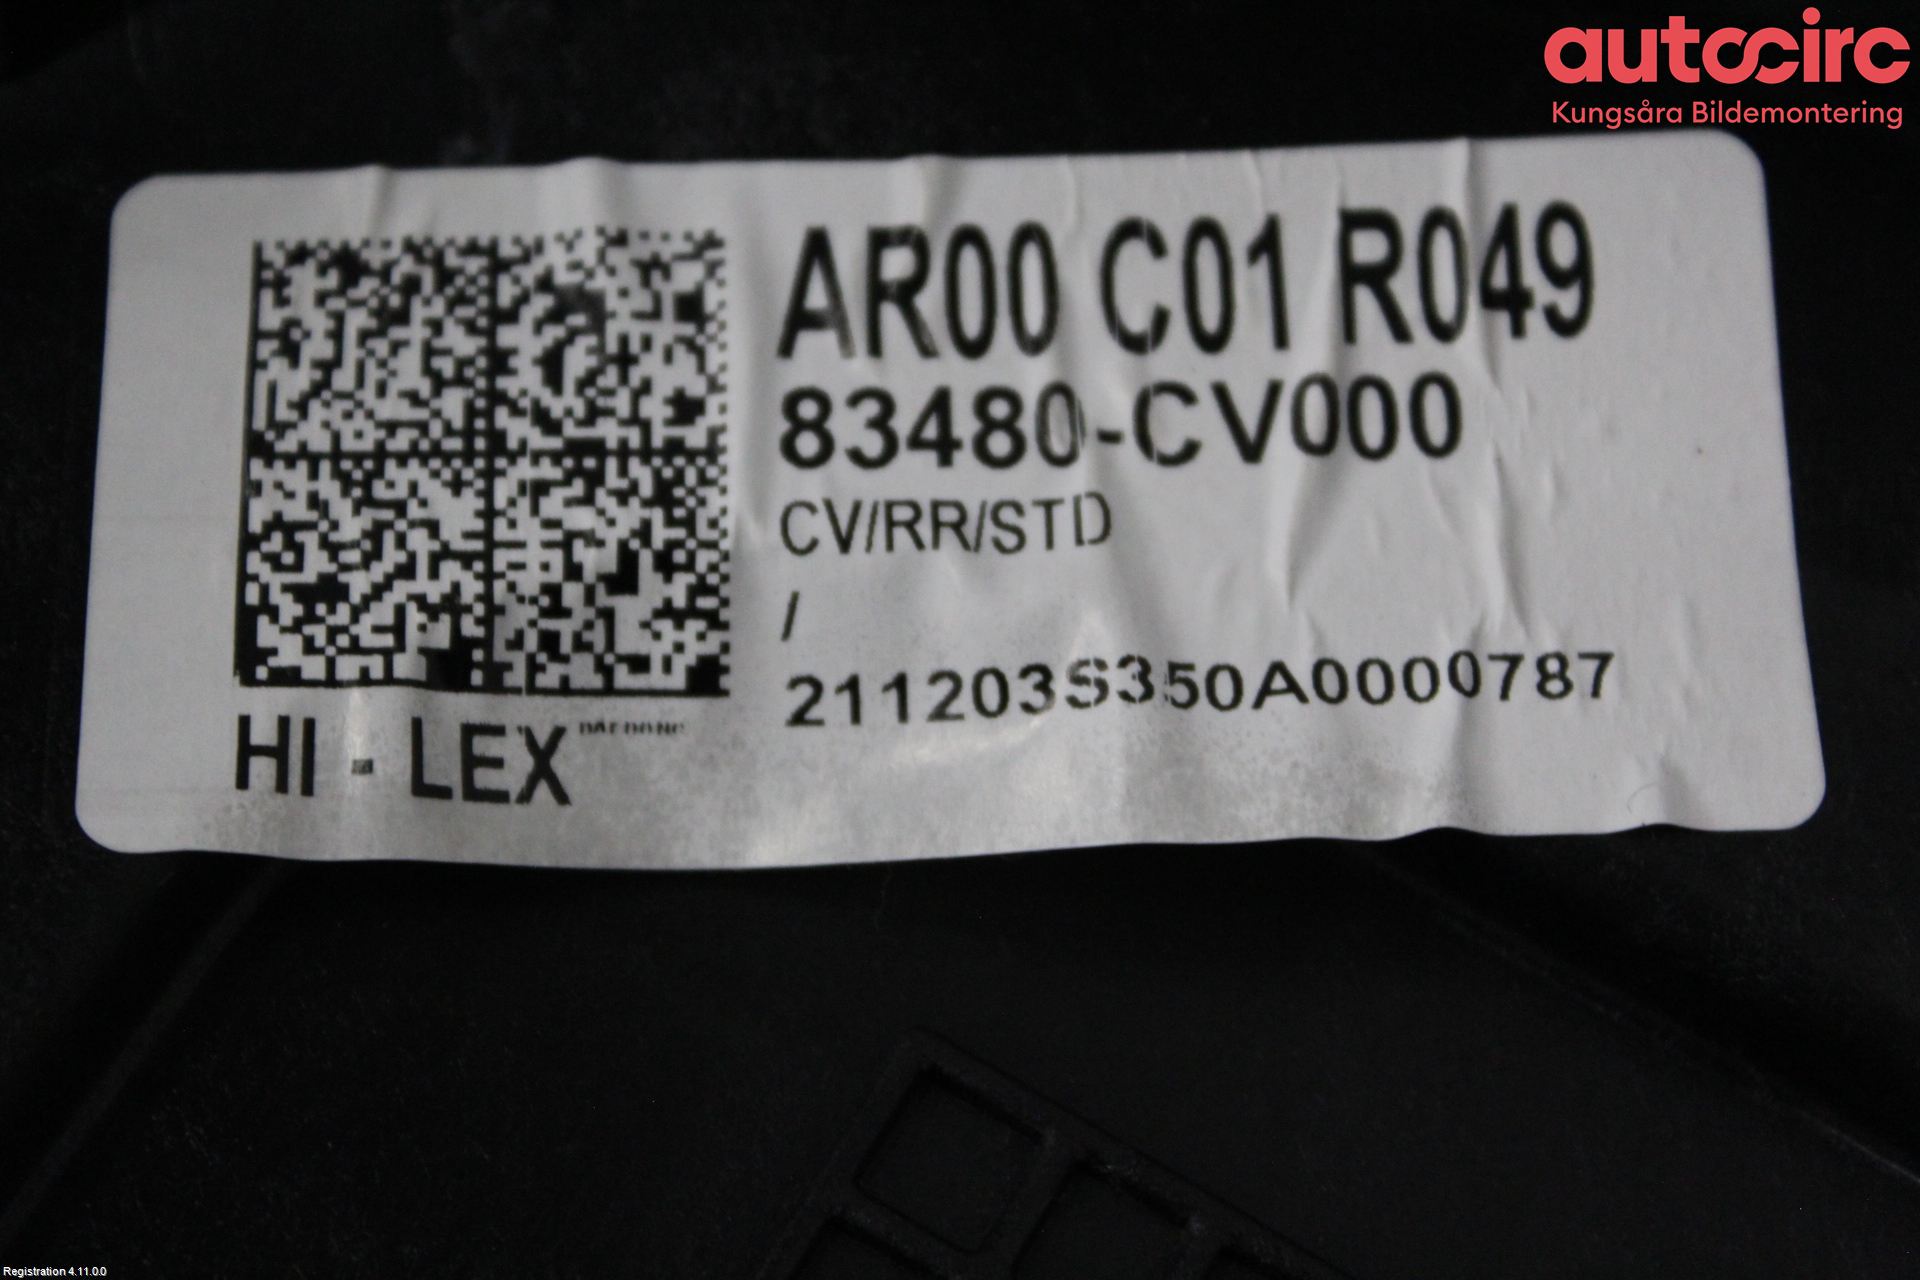 autocirc
Kungsåra Bildemontering
AR00 C01 R049
83480-CV000
CV/RR/STD
/
211203S350A0000787
HI - LEX
Registration 4.11.0.0